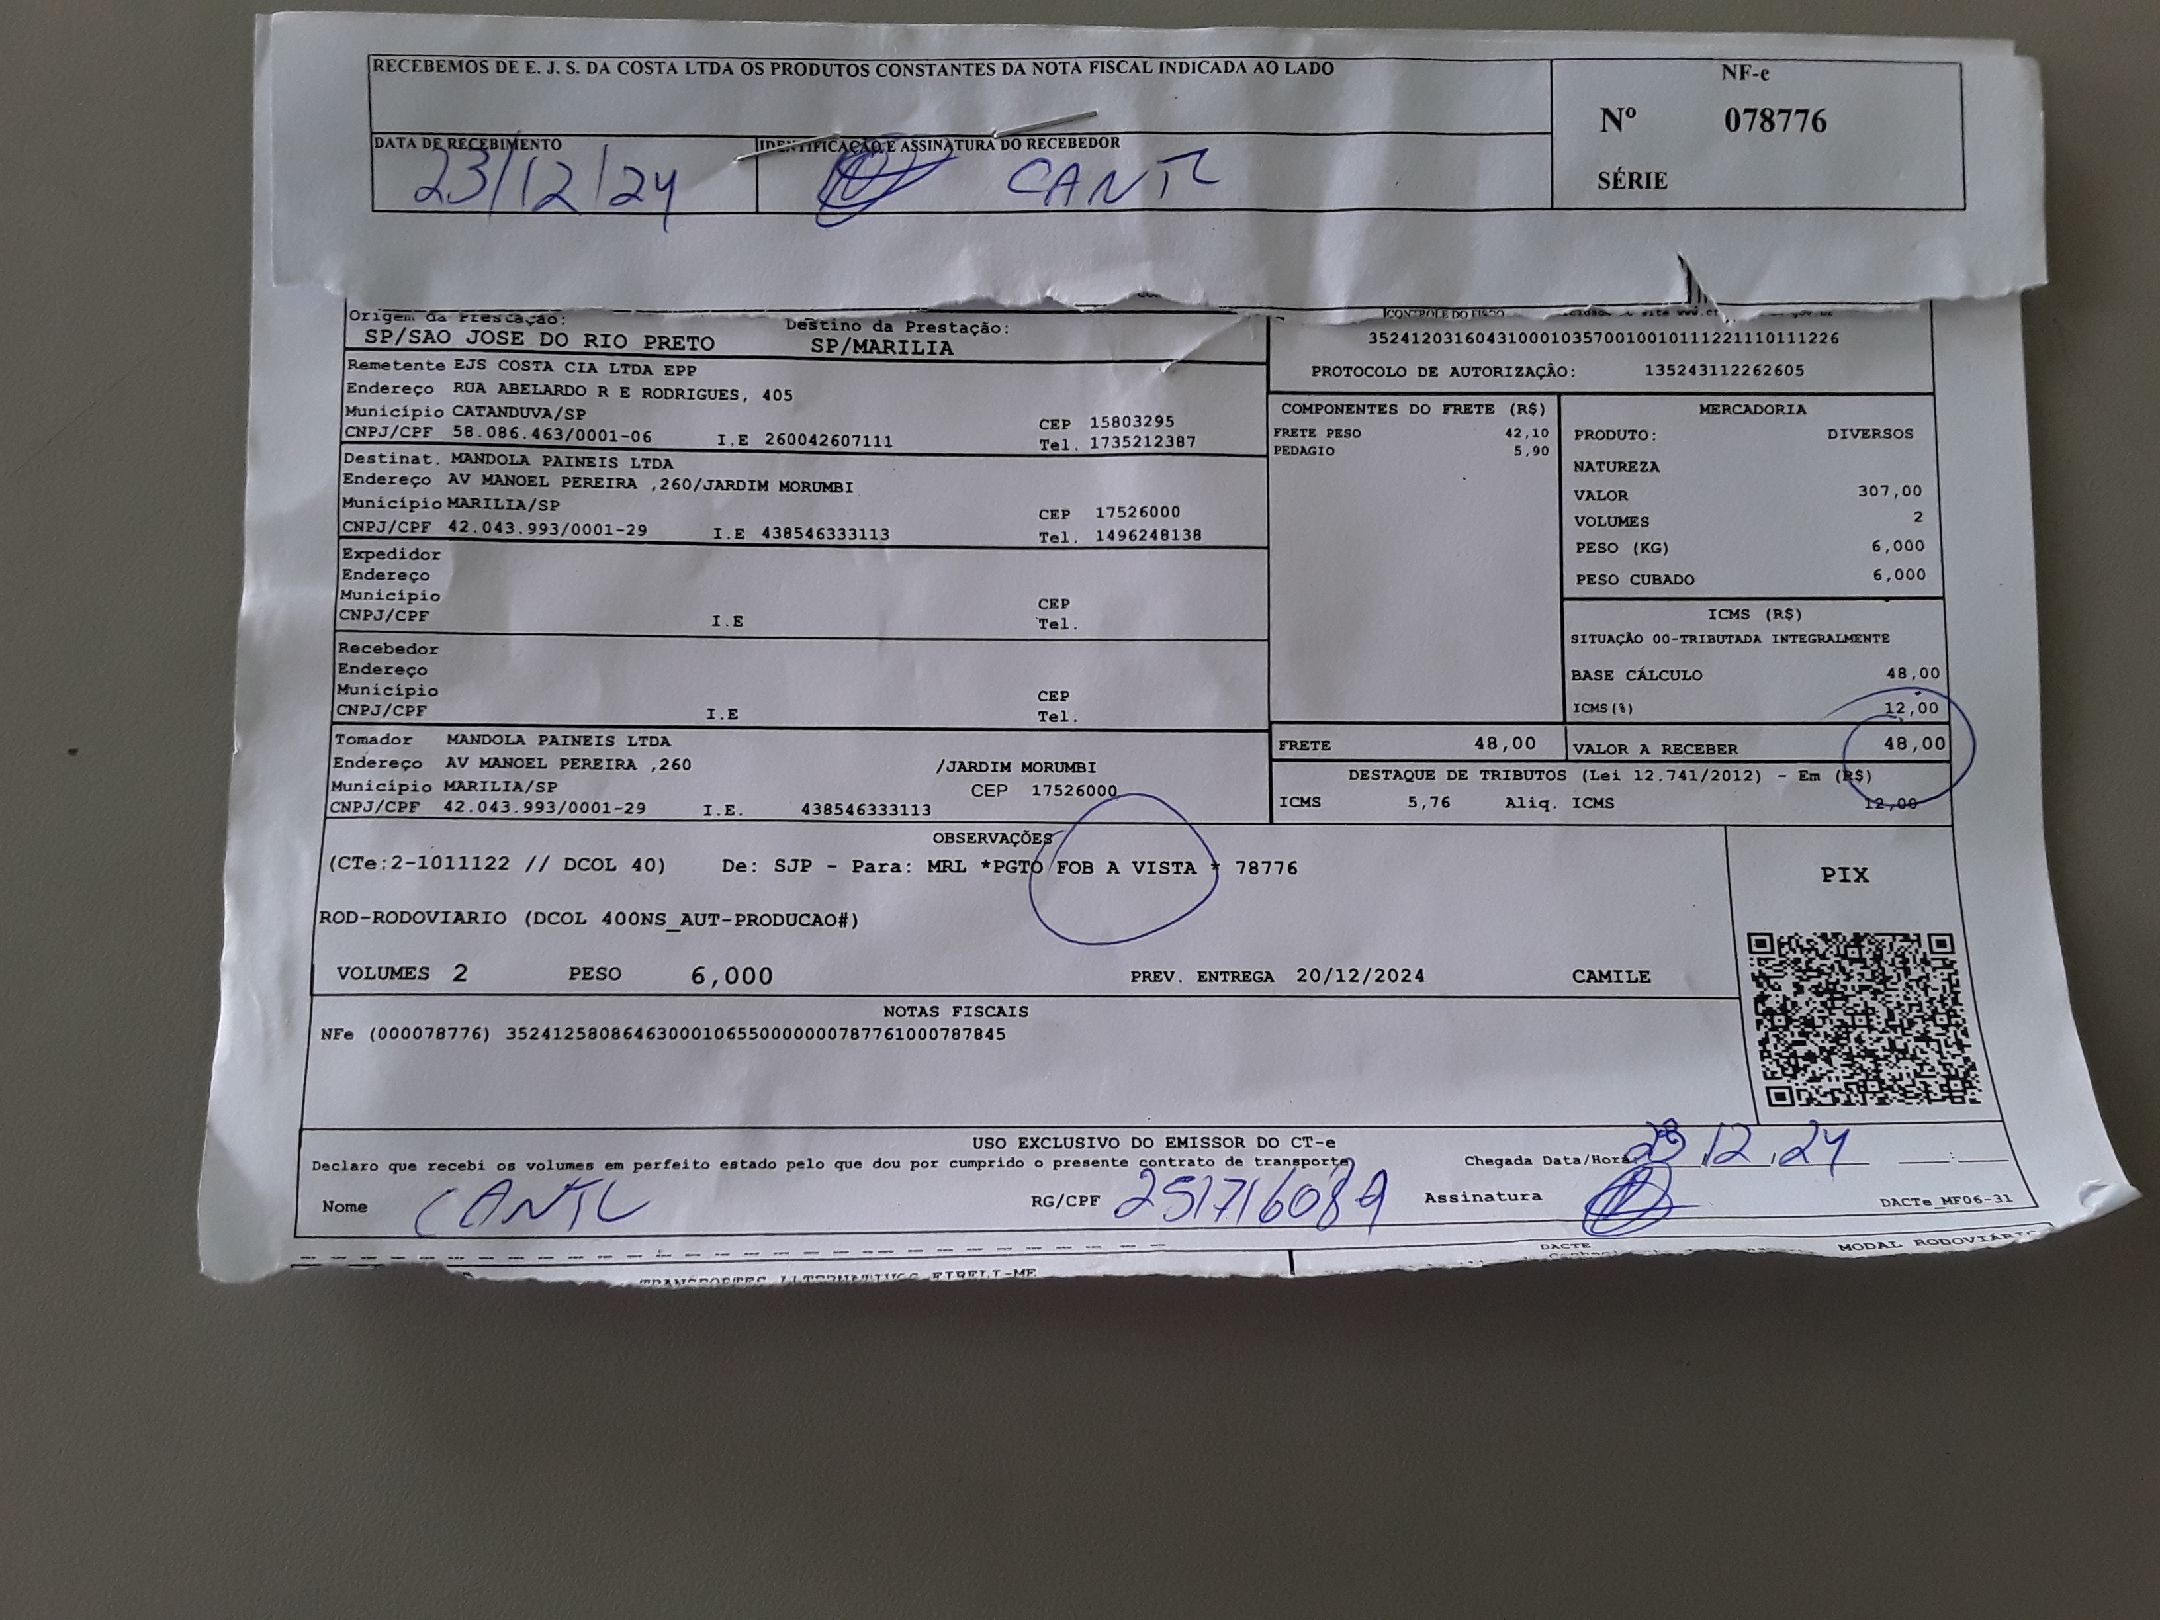 RECEBEMOS DE E. J. S. DA COSTA LTDA OS PRODUTOS CONSTANTES DA NOTA FISCAL INDICADA AO LADO
NF-e
Nº 078776
SÉRIE
DATA DE RECEBIMENTO
IDENTIFICAÇÃO E ASSINATURA DO RECEBEDOR
23/12/24
Origem da Prestação:
Destino da Prestação:
SP/SAO JOSE DO RIO PRETO
SP/MARILIA
CONTROLE DO FISCO
35241203160431000103570010010111221110111226
PROTOCOLO DE AUTORIZAÇÃO: 135243112262605
Remetente EJS COSTA CIA LTDA EPP
Endereço RUA ABELARDO R E RODRIGUES, 405
Município CATANDUVA/SP
CEP 15803295
CNPJ/CPF 58.086.463/0001-06 I.E 260042607111 Tel. 1735212387
Destinat. MANDOLA PAINEIS LTDA
Endereço AV MANOEL PEREIRA ,260/JARDIM MORUMBI
Município MARILIA/SP
CEP 17526000
CNPJ/CPF 42.043.993/0001-29 I.E 438546333113 Tel. 1496248138
Expedidor
Endereço
Município
CEP
CNPJ/CPF I.E Tel.
Recebedor
Endereço
Município
CEP
CNPJ/CPF I.E Tel.
Tomador MANDOLA PAINEIS LTDA
Endereço AV MANOEL PEREIRA ,260 /JARDIM MORUMBI
Município MARILIA/SP CEP 17526000
CNPJ/CPF 42.043.993/0001-29 I.E. 438546333113
COMPONENTES DO FRETE (R$)
FRETE PESO 42,10
PEDAGIO 5,90
MERCADORIA
PRODUTO: DIVERSOS
NATUREZA
VALOR 307,00
VOLUMES 2
PESO (KG) 6,000
PESO CUBADO 6,000
ICMS (R$)
SITUAÇÃO 00-TRIBUTADA INTEGRALMENTE
BASE CÁLCULO 48,00
ICMS(%) 12,00
FRETE 48,00
VALOR A RECEBER 48,00
DESTAQUE DE TRIBUTOS (Lei 12.741/2012) - Em (R$)
ICMS 5,76 Aliq. ICMS 12,00
OBSERVAÇÕES
(CTe:2-1011122 // DCOL 40) De: SJP - Para: MRL *PGTO FOB A VISTA * 78776
ROD-RODOVIARIO (DCOL 400NS_AUT-PRODUCAO#)
VOLUMES 2 PESO 6,000 PREV. ENTREGA 20/12/2024 CAMILE
PIX
NOTAS FISCAIS
NFe (000078776) 35241258086463000106550000000787761000787845
USO EXCLUSIVO DO EMISSOR DO CT-e
Declaro que recebi os volumes em perfeito estado pelo que dou por cumprido o presente contrato de transporte
Chegada Data/Hora 23 12 24
Nome
RG/CPF 251716089
Assinatura
DACTe_MF06-31
DACTE
MODAL RODOVIÁRIO